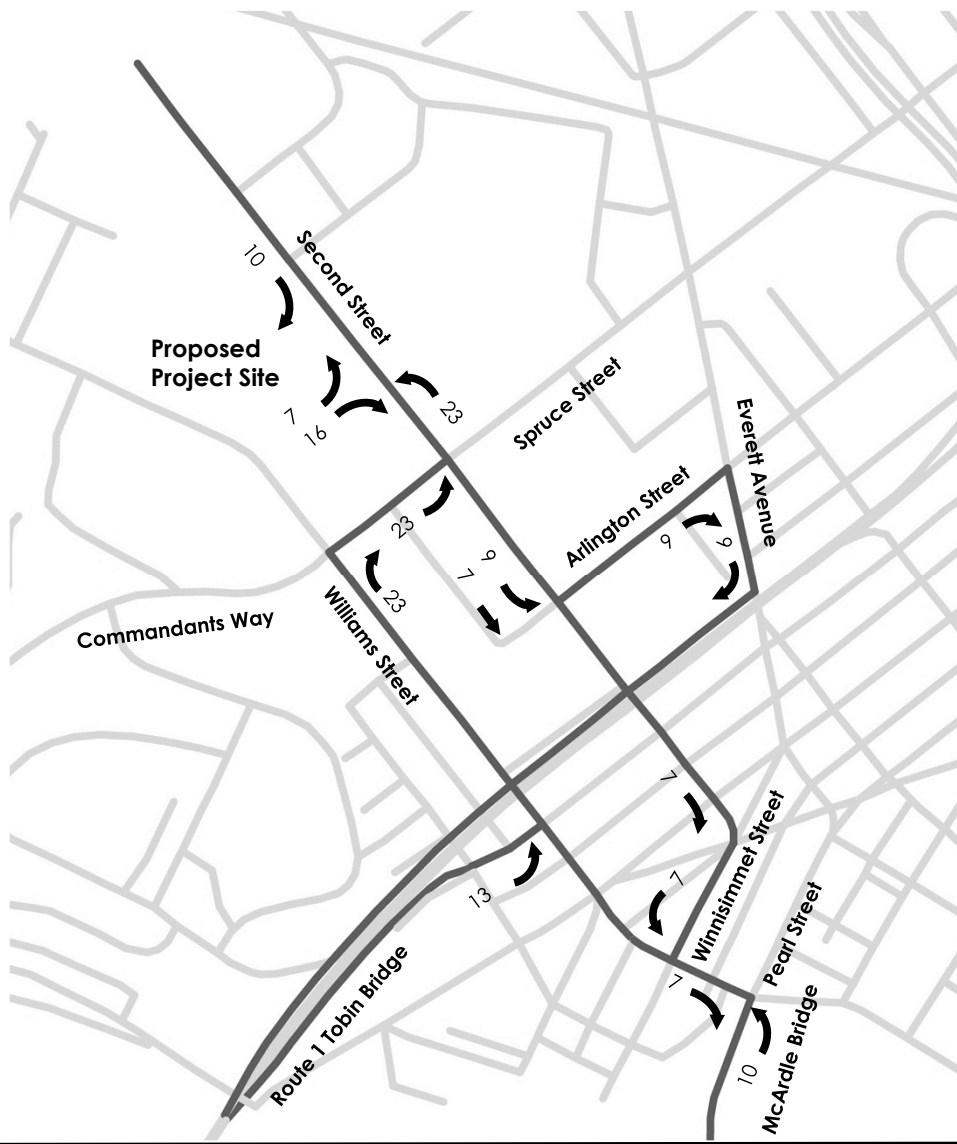 10
Second Street
Proposed
Project Site
7
16
23
Spruce Street
Everett Avenue
Arlington Street
23
9
9
9
7
23
Williams Street
Commandants Way
7
7
Winnisimmet Street
13
Pearl Street
7
Route 1 Tobin Bridge
10
McArdle Bridge